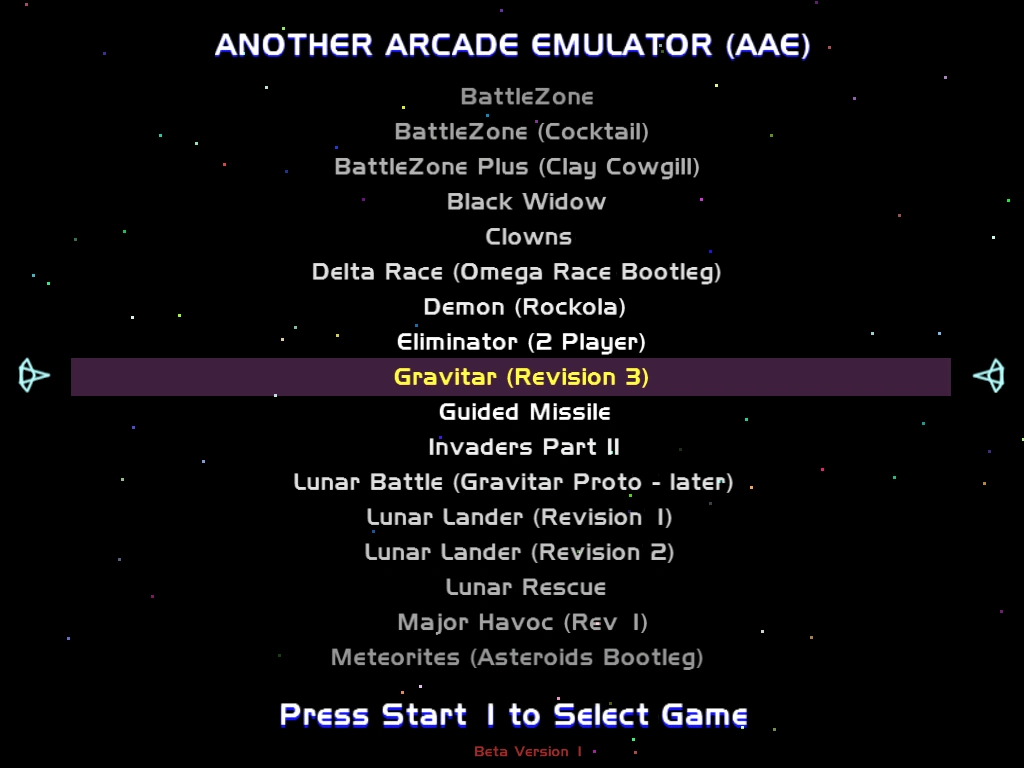 ANOTHER ARCADE EMULATOR (AAE)
BattleZone
BattleZone (Cocktail)
BattleZone Plus (Clay Cowgill)
Black Widow
Clowns
Delta Race (Omega Race Bootleg)
Demon (Rockola)
Eliminator (2 Player)
Gravitar (Revision 3)
Guided Missile
Invaders Part II
Lunar Battle (Gravitar Proto - later)
Lunar Lander (Revision 1)
Lunar Lander (Revision 2)
Lunar Rescue
Major Havoc (Rev 1)
Meteorites (Asteroids Bootleg)
Press Start 1 to Select Game
Beta Version 1